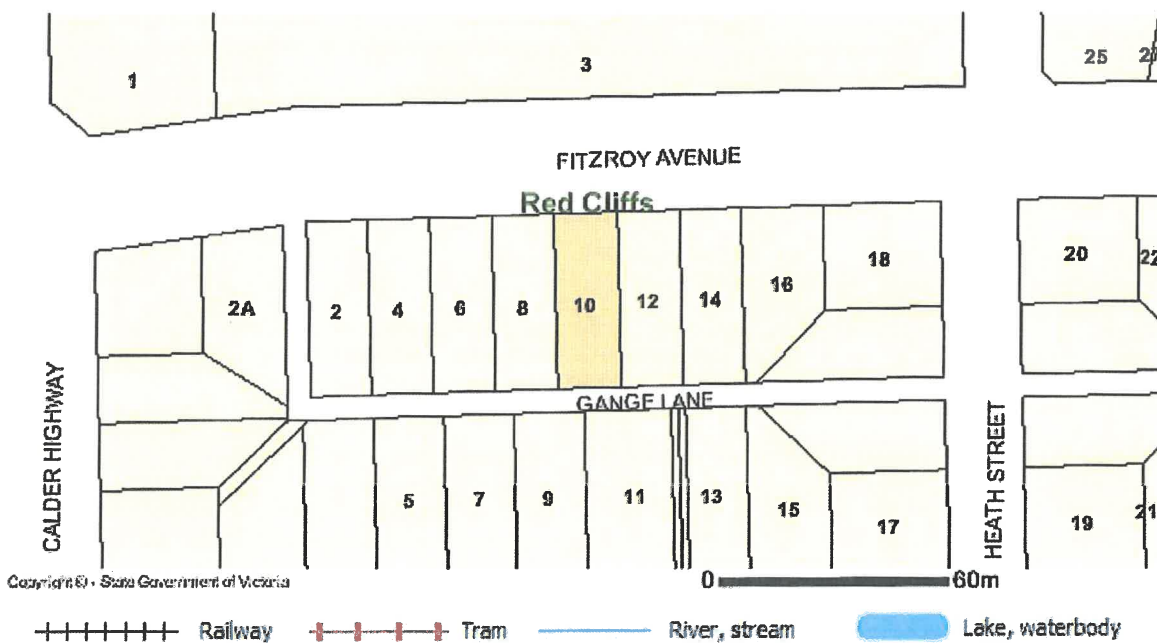 1
3
25
FITZROY AVENUE
Red Cliffs
2A
2
4
6
8
10
12
14
16
18
20
22
CALDER HIGHWAY
GANGE LANE
HEATH STREET
5
7
9
11
13
15
17
19
21
Copyright © - State Government of Victoria
0
60m
Railway
Tram
River, stream
Lake, waterbody